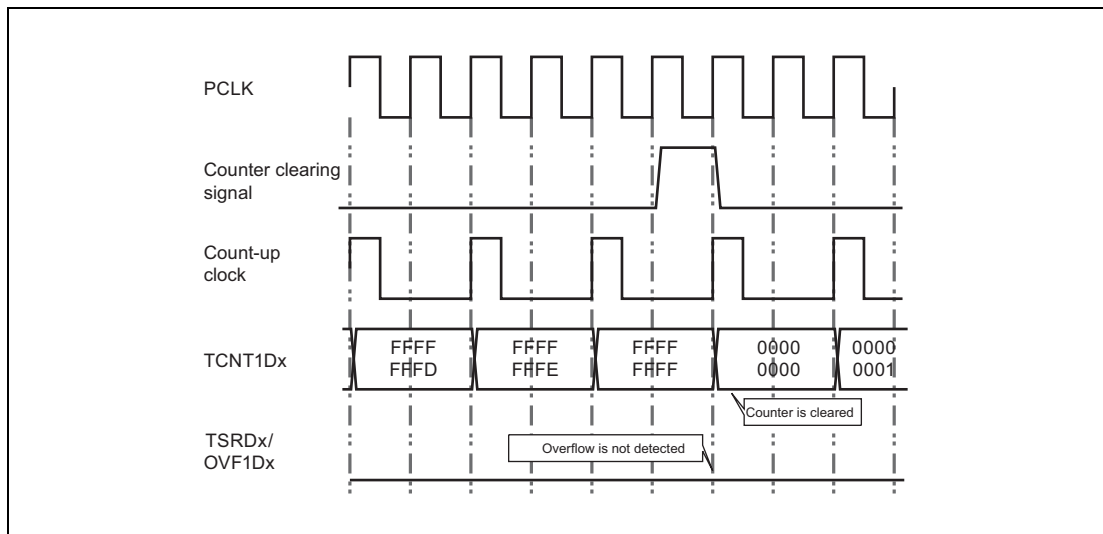 PCLK
Counter clearing
signal
Count-up
clock
TCNT1Dx
FFFF FFFF FFFF 0000 0000
FFFD FFFE FFFF 0000 0001
Counter is cleared
TSRDx/
OVF1Dx
Overflow is not detected